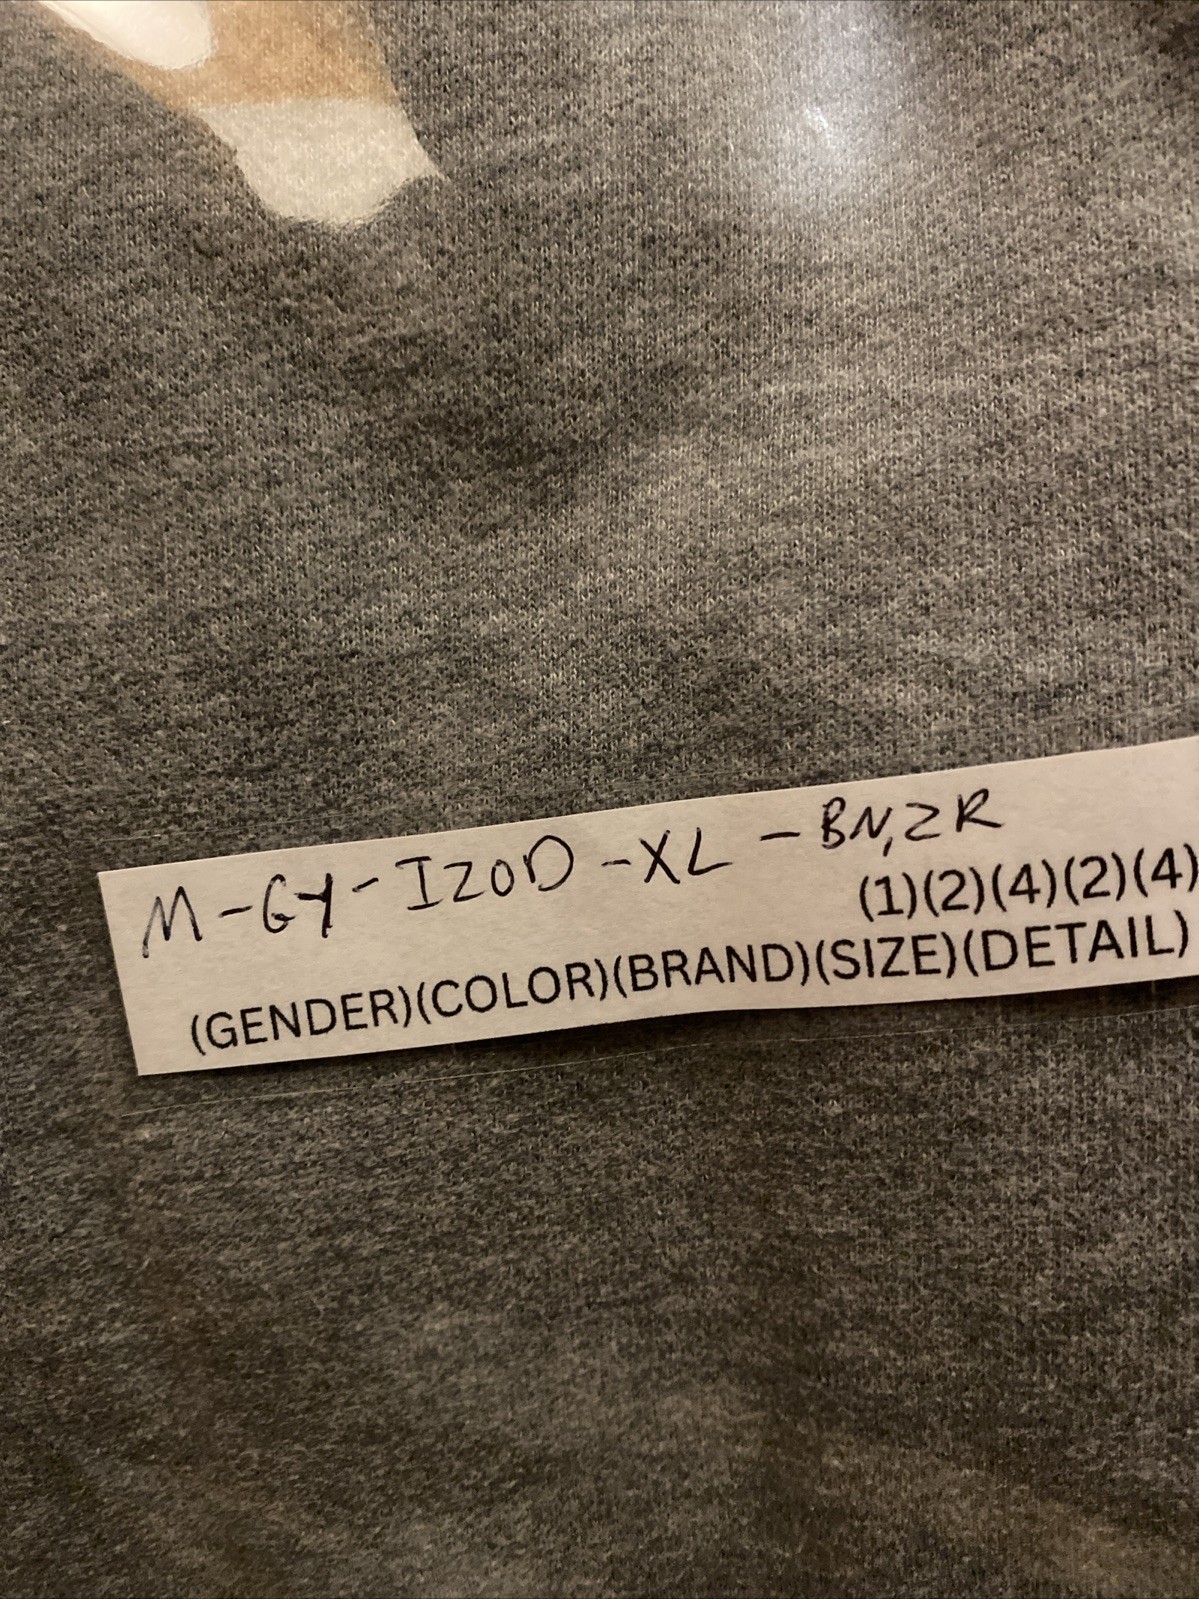 M-GY-IZOD-XL-BN,ZR
(1)(2)(4)(2)(4)
(GENDER)(COLOR)(BRAND)(SIZE)(DETAIL)